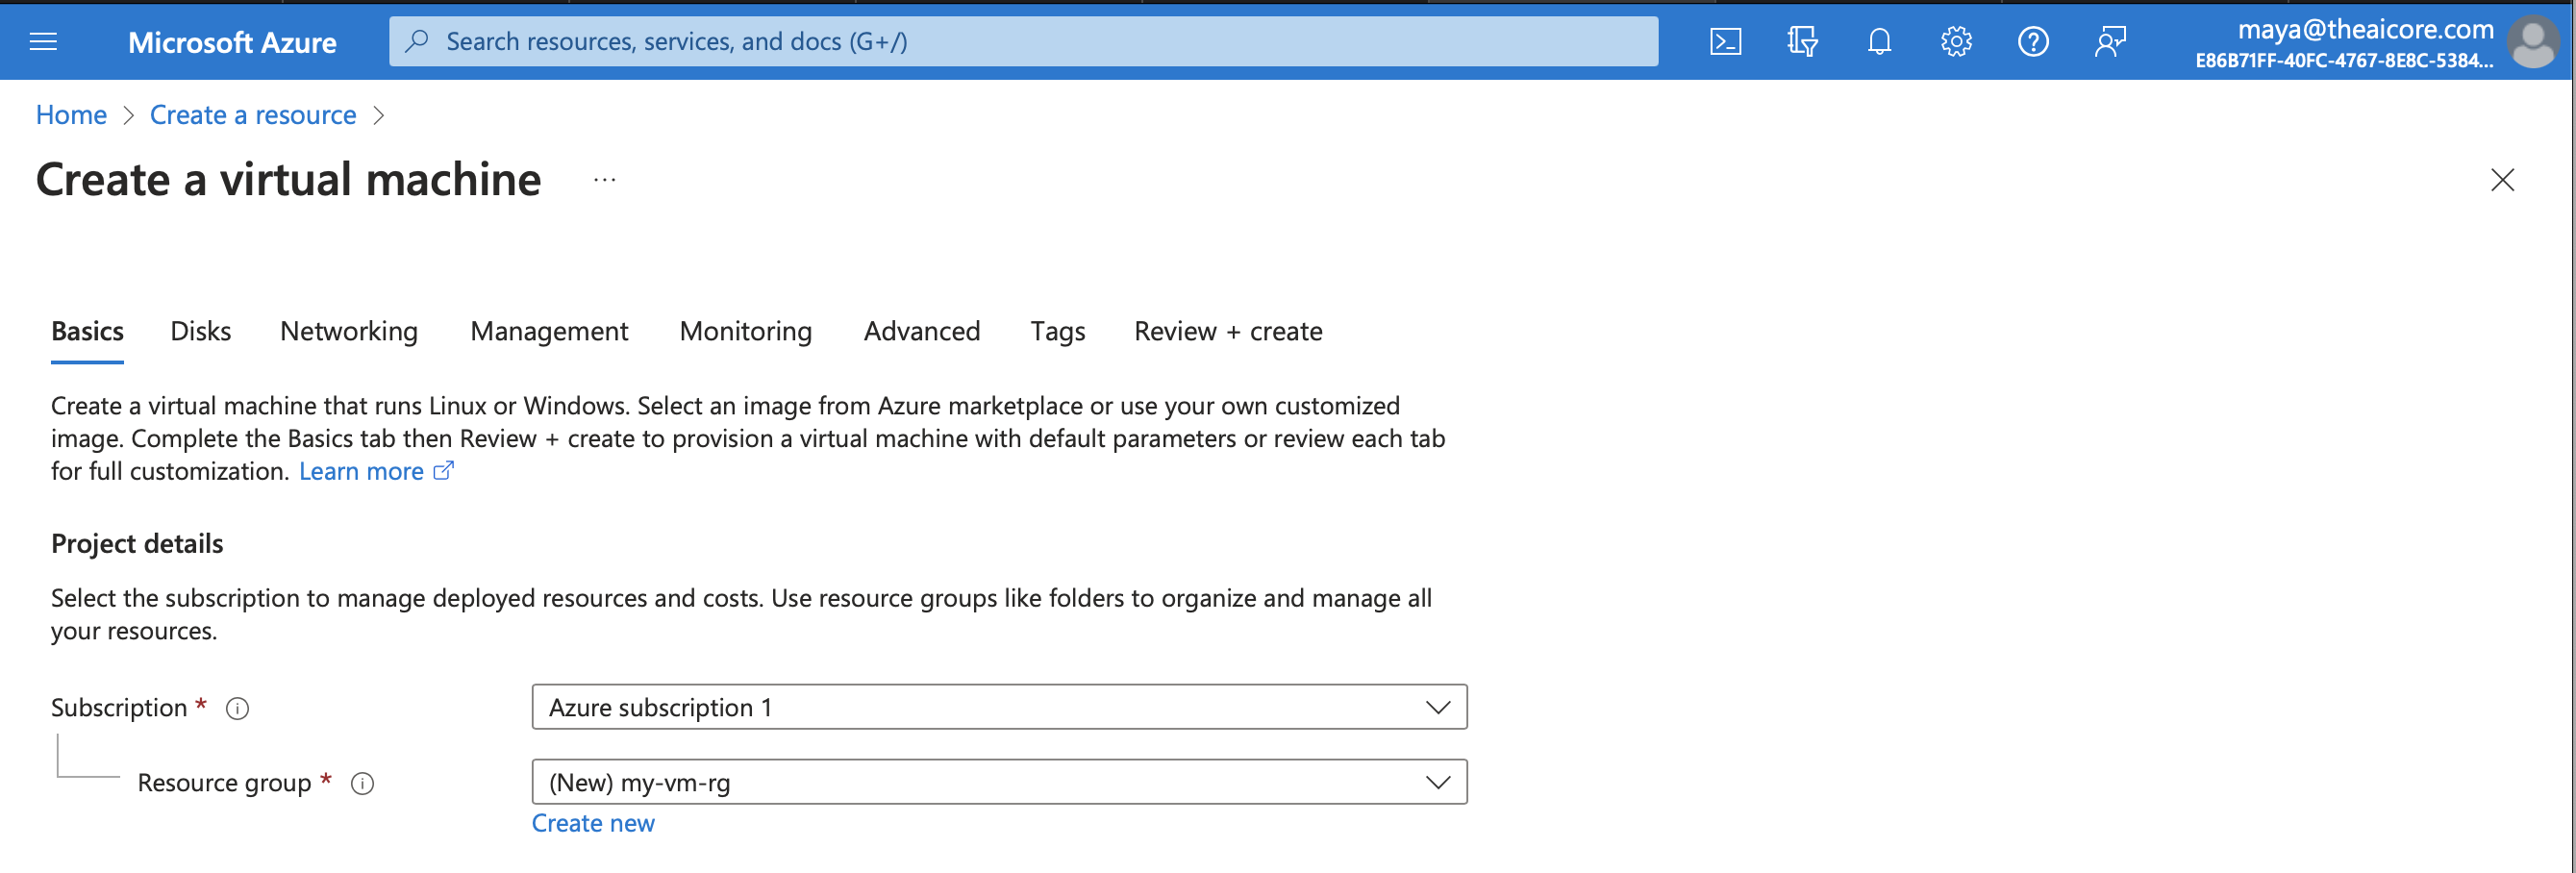 Microsoft Azure
Search resources, services, and docs (G+/)
maya@theaicore.com
E86B71FF-40FC-4767-8E8C-5384...
Home > Create a resource >
Create a virtual machine ...
Basics Disks Networking Management Monitoring Advanced Tags Review + create
Create a virtual machine that runs Linux or Windows. Select an image from Azure marketplace or use your own customized
image. Complete the Basics tab then Review + create to provision a virtual machine with default parameters or review each tab
for full customization. Learn more
Project details
Select the subscription to manage deployed resources and costs. Use resource groups like folders to organize and manage all
your resources.
Subscription *
Azure subscription 1
Resource group *
(New) my-vm-rg
Create new